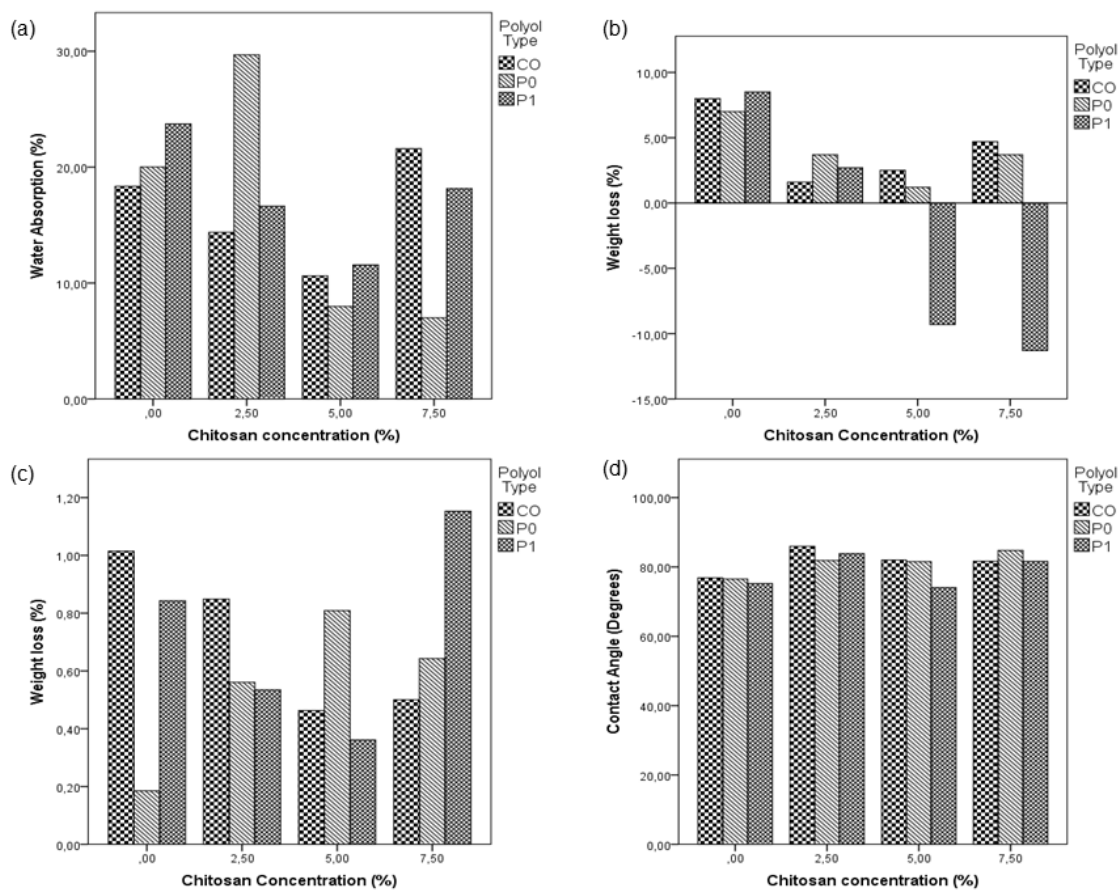 (a)
Polyol
Type
CO
P0
P1
30,00
20,00
10,00
0,00
Water Absorption (%)
,00
2,50
5,00
7,50
Chitosan concentration (%)
(b)
Polyol
Type
CO
P0
P1
10,00
5,00
0,00
-5,00
-10,00
-15,00
Weight loss (%)
,00
2,50
5,00
7,50
Chitosan Concentration (%)
(c)
Polyol
Type
CO
P0
P1
1,20
1,00
0,80
0,60
0,40
0,20
0,00
Weight loss (%)
,00
2,50
5,00
7,50
Chitosan Concentration (%)
(d)
Polyol
Type
CO
P0
P1
100,00
80,00
60,00
40,00
20,00
0,00
Contact Angle (Degrees)
,00
2,50
5,00
7,50
Chitosan Concentration (%)